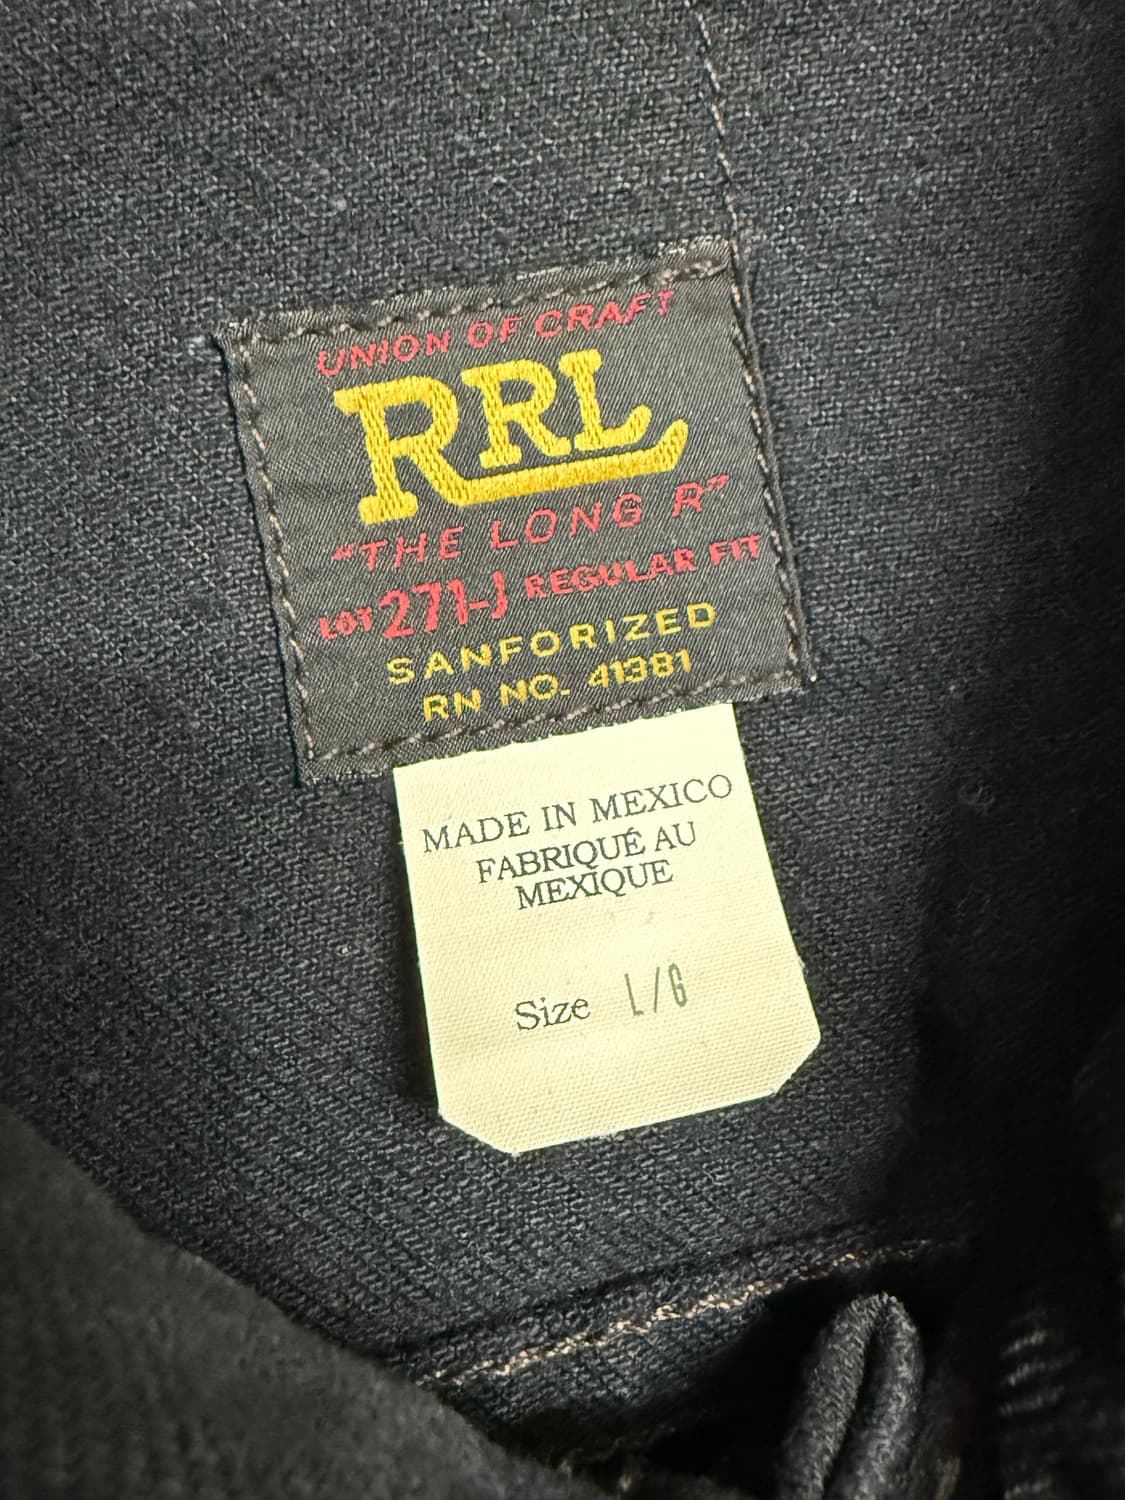 UNION OF CRAFT
RRL
"THE LONG R"
LOT 271-J REGULAR FIT
SANFORIZED
RN NO. 41381
MADE IN MEXICO
FABRIQUÉ AU
MEXIQUE
Size L/G